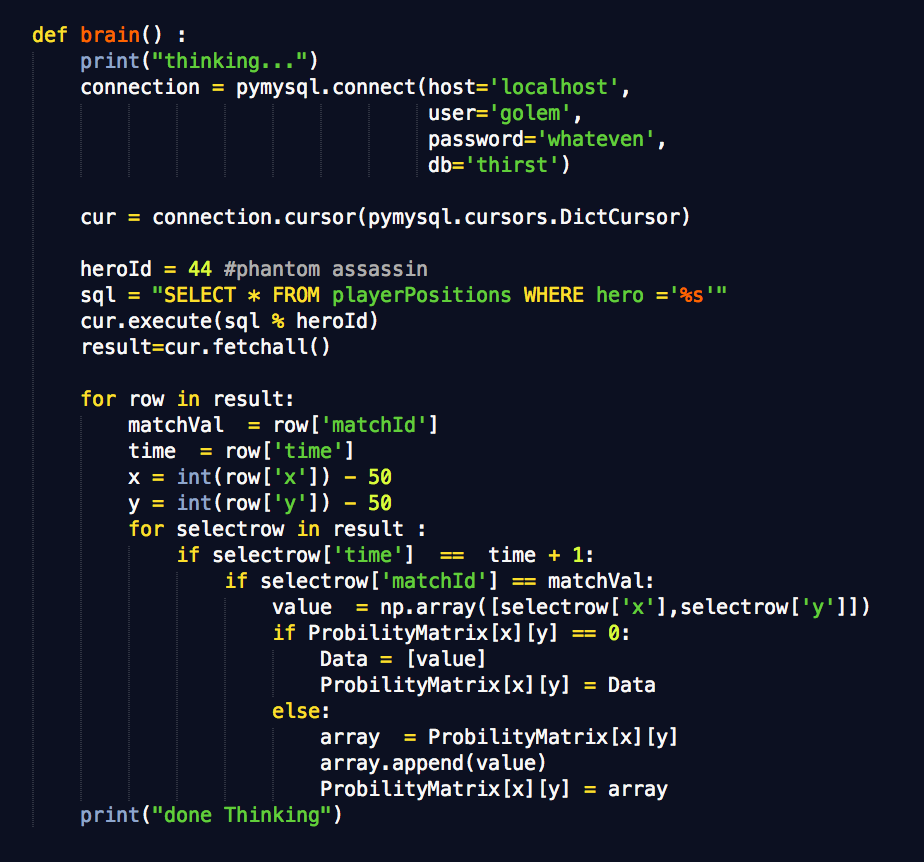 def brain() :
    print("thinking...")
    connection = pymysql.connect(host='localhost',
                                 user='golem',
                                 password='whateven',
                                 db='thirst')

    cur = connection.cursor(pymysql.cursors.DictCursor)

    heroId = 44 #phantom assassin
    sql = "SELECT * FROM playerPositions WHERE hero ='%s'"
    cur.execute(sql % heroId)
    result=cur.fetchall()

    for row in result:
        matchVal  = row['matchId']
        time  = row['time']
        x = int(row['x']) - 50
        y = int(row['y']) - 50
        for selectrow in result :
            if selectrow['time']  ==  time + 1:
                if selectrow['matchId'] == matchVal:
                    value  = np.array([selectrow['x'],selectrow['y']])
                    if ProbilityMatrix[x][y] == 0:
                        Data = [value]
                        ProbilityMatrix[x][y] = Data
                    else:
                        array  = ProbilityMatrix[x][y]
                        array.append(value)
                        ProbilityMatrix[x][y] = array
    print("done Thinking")